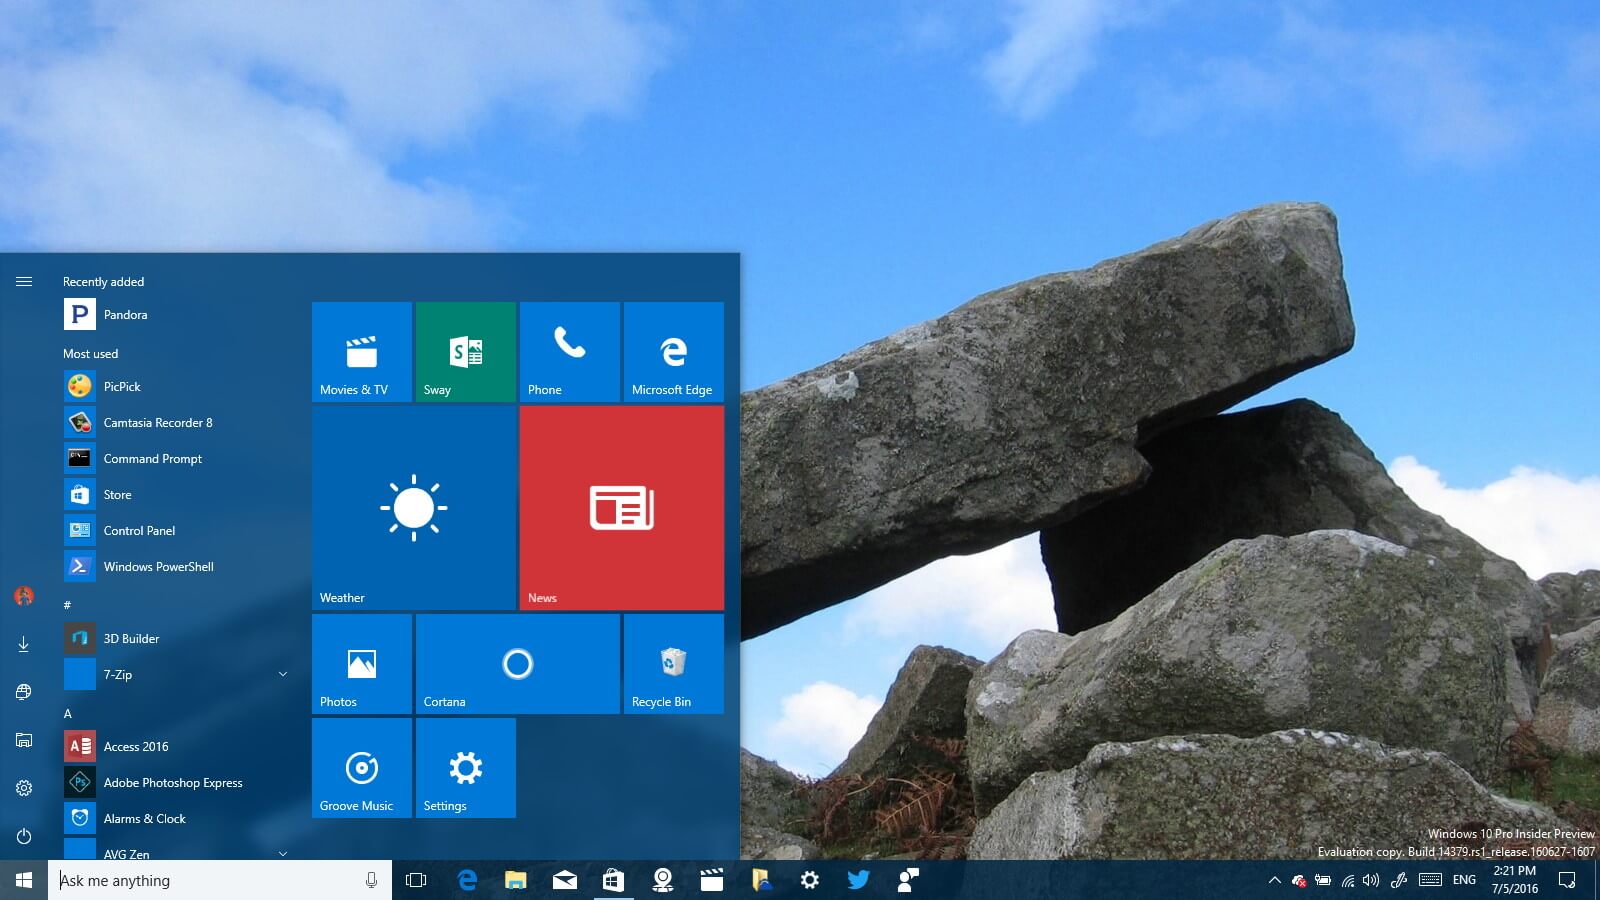 Recently added
Pandora
Most used
PicPick
Camtasia Recorder 8
Command Prompt
Store
Control Panel
Windows PowerShell
#
3D Builder
7-Zip
A
Access 2016
Adobe Photoshop Express
Alarms & Clock
AVG Zen
Movies & TV
Sway
Phone
Microsoft Edge
Weather
News
Photos
Cortana
Recycle Bin
Groove Music
Settings
Windows 10 Pro Insider Preview
Evaluation copy. Build 14379.rs1_release.160627-1607
Ask me anything
ENG
2:21 PM
7/5/2016